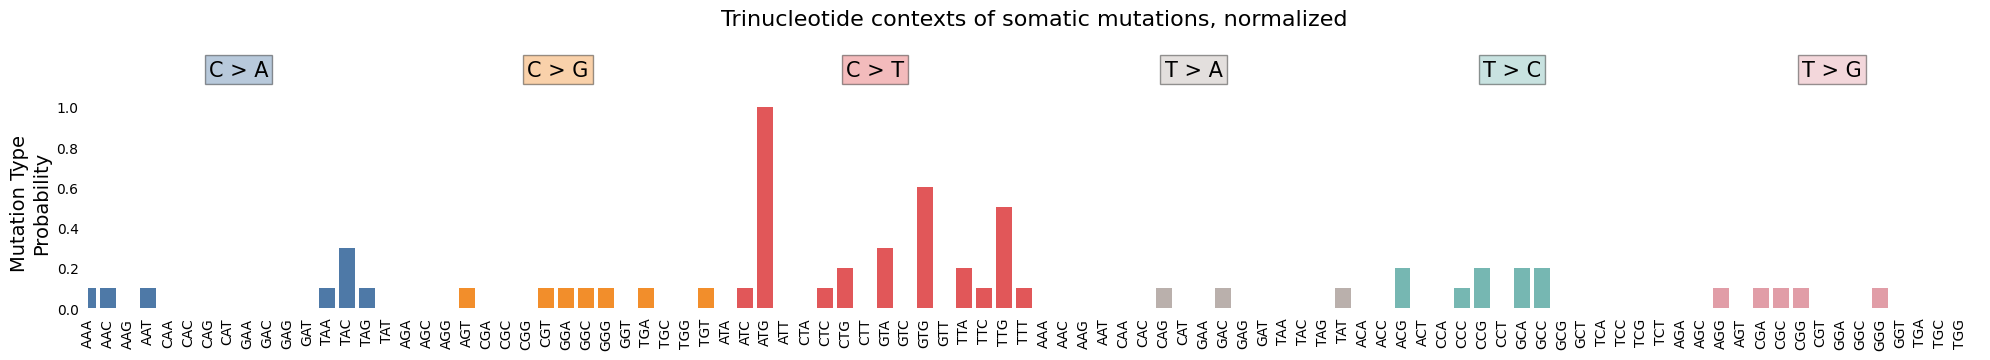 Trinucleotide contexts of somatic mutations, normalized
C > A
C > G
C > T
T > A
T > C
T > G
Mutation Type
Probability
1.0
0.8
0.6
0.4
0.2
0.0
AAA
AAC
AAG
AAT
CAA
CAC
CAG
CAT
GAA
GAC
GAG
GAT
TAA
TAC
TAG
TAT
AGA
AGC
AGG
AGT
CGA
CGC
CGG
CGT
GGA
GGC
GGG
GGT
TGA
TGC
TGG
TGT
ATA
ATC
ATG
ATT
CTA
CTC
CTG
CTT
GTA
GTC
GTG
GTT
TTA
TTC
TTG
TTT
AAA
AAC
AAG
AAT
CAA
CAC
CAG
CAT
GAA
GAC
GAG
GAT
TAA
TAC
TAG
TAT
ACA
ACC
ACG
ACT
CCA
CCC
CCG
CCT
GCA
GCC
GCG
GCT
TCA
TCC
TCG
TCT
AGA
AGC
AGG
AGT
CGA
CGC
CGG
CGT
GGA
GGC
GGG
GGT
TGA
TGC
TGG